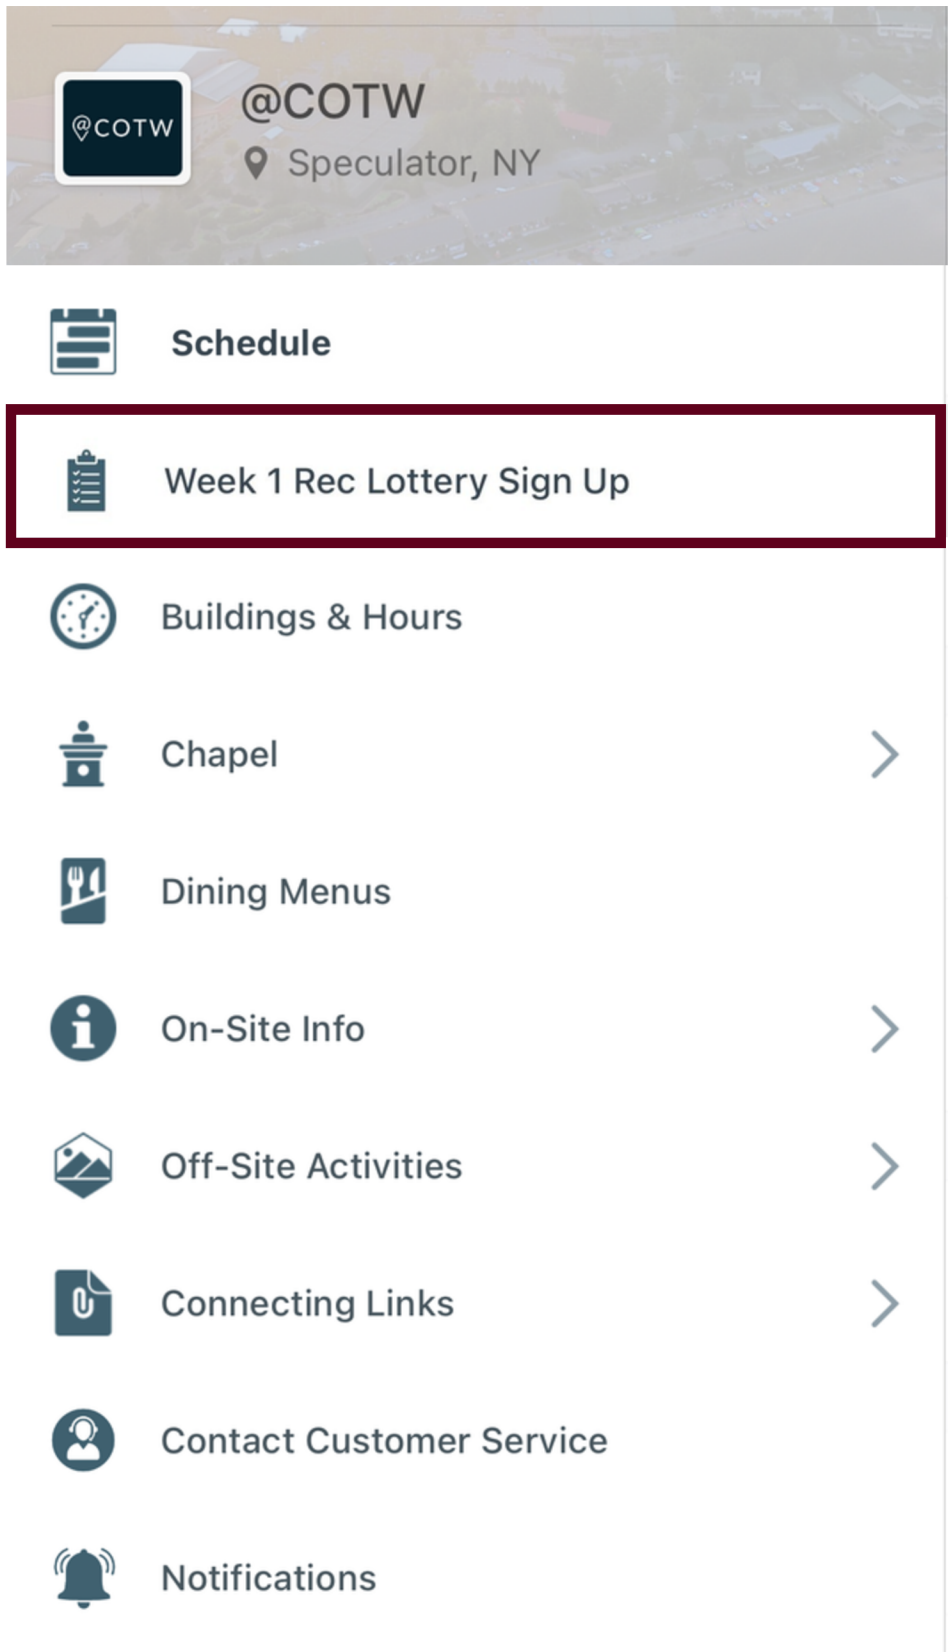 @COTW
@COTW
Speculator, NY
Schedule
Week 1 Rec Lottery Sign Up
Buildings & Hours
Chapel
Dining Menus
On-Site Info
Off-Site Activities
Connecting Links
Contact Customer Service
Notifications